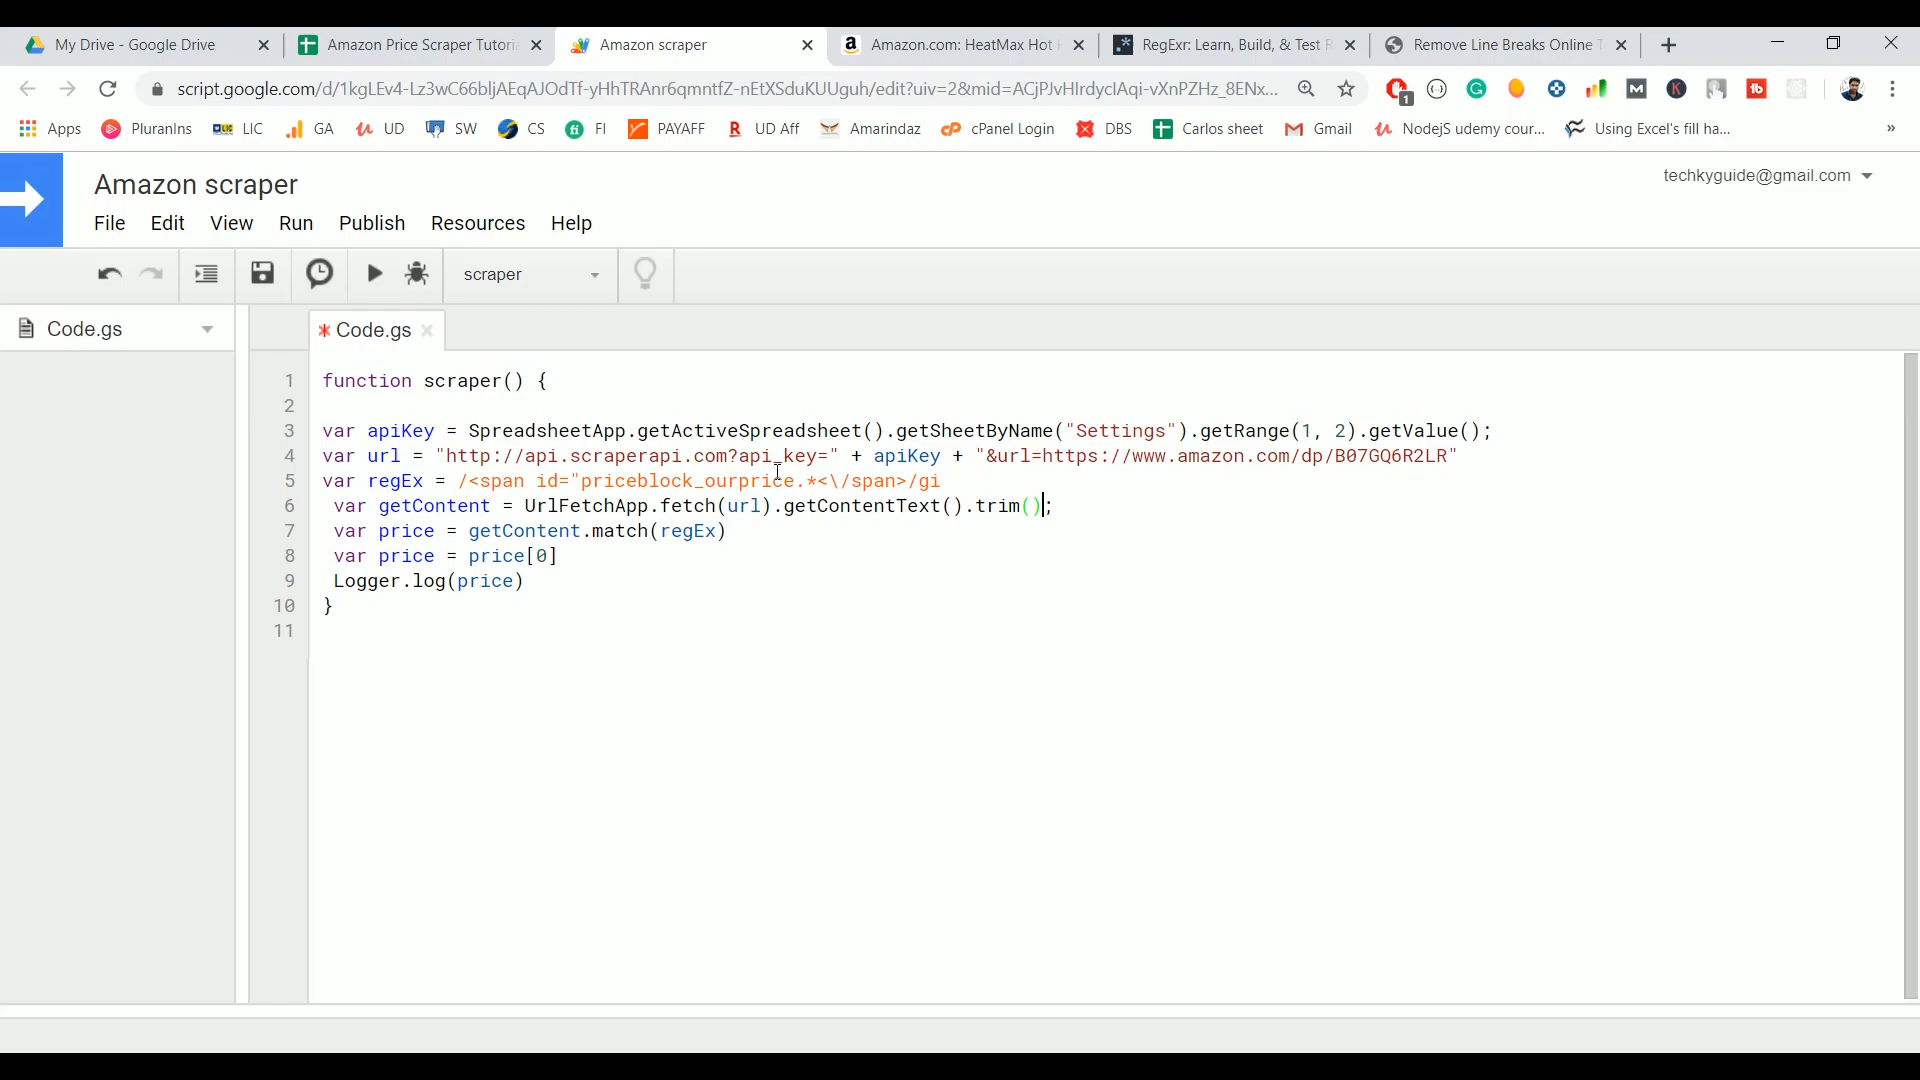 My Drive - Google Drive
Amazon Price Scraper Tutori
Amazon scraper
Amazon.com: HeatMax Hot
RegExr: Learn, Build, & Test R
Remove Line Breaks Online T
script.google.com/d/1kgLEv4-Lz3wC66bljAEqAJOdTf-yHhTRAnr6qmntfZ-nEtXSduKUUguh/edit?uiv=2&mid=ACjPJvHIrdyclAqi-vXnPZHz_8ENx...
1
Apps
PluranIns
LIC
GA
UD
SW
CS
FI
PAYAFF
UD Aff
Amarindaz
cPanel Login
DBS
Carlos sheet
Gmail
NodejS udemy cour...
Using Excel's fill ha...
»
Amazon scraper
techkyguide@gmail.com
File Edit View Run Publish Resources Help
scraper
Code.gs
* Code.gs
1 function scraper() {
2
3 var apiKey = SpreadsheetApp.getActiveSpreadsheet().getSheetByName("Settings").getRange(1, 2).getValue();
4 var url = "http://api.scraperapi.com?api_key=" + apiKey + "&url=https://www.amazon.com/dp/B07GQ6R2LR"
5 var regEx = /<span id="priceblock_ourprice.*<\/span>/gi
6 var getContent = UrlFetchApp.fetch(url).getContentText().trim();
7 var price = getContent.match(regEx)
8 var price = price[0]
9 Logger.log(price)
10 }
11